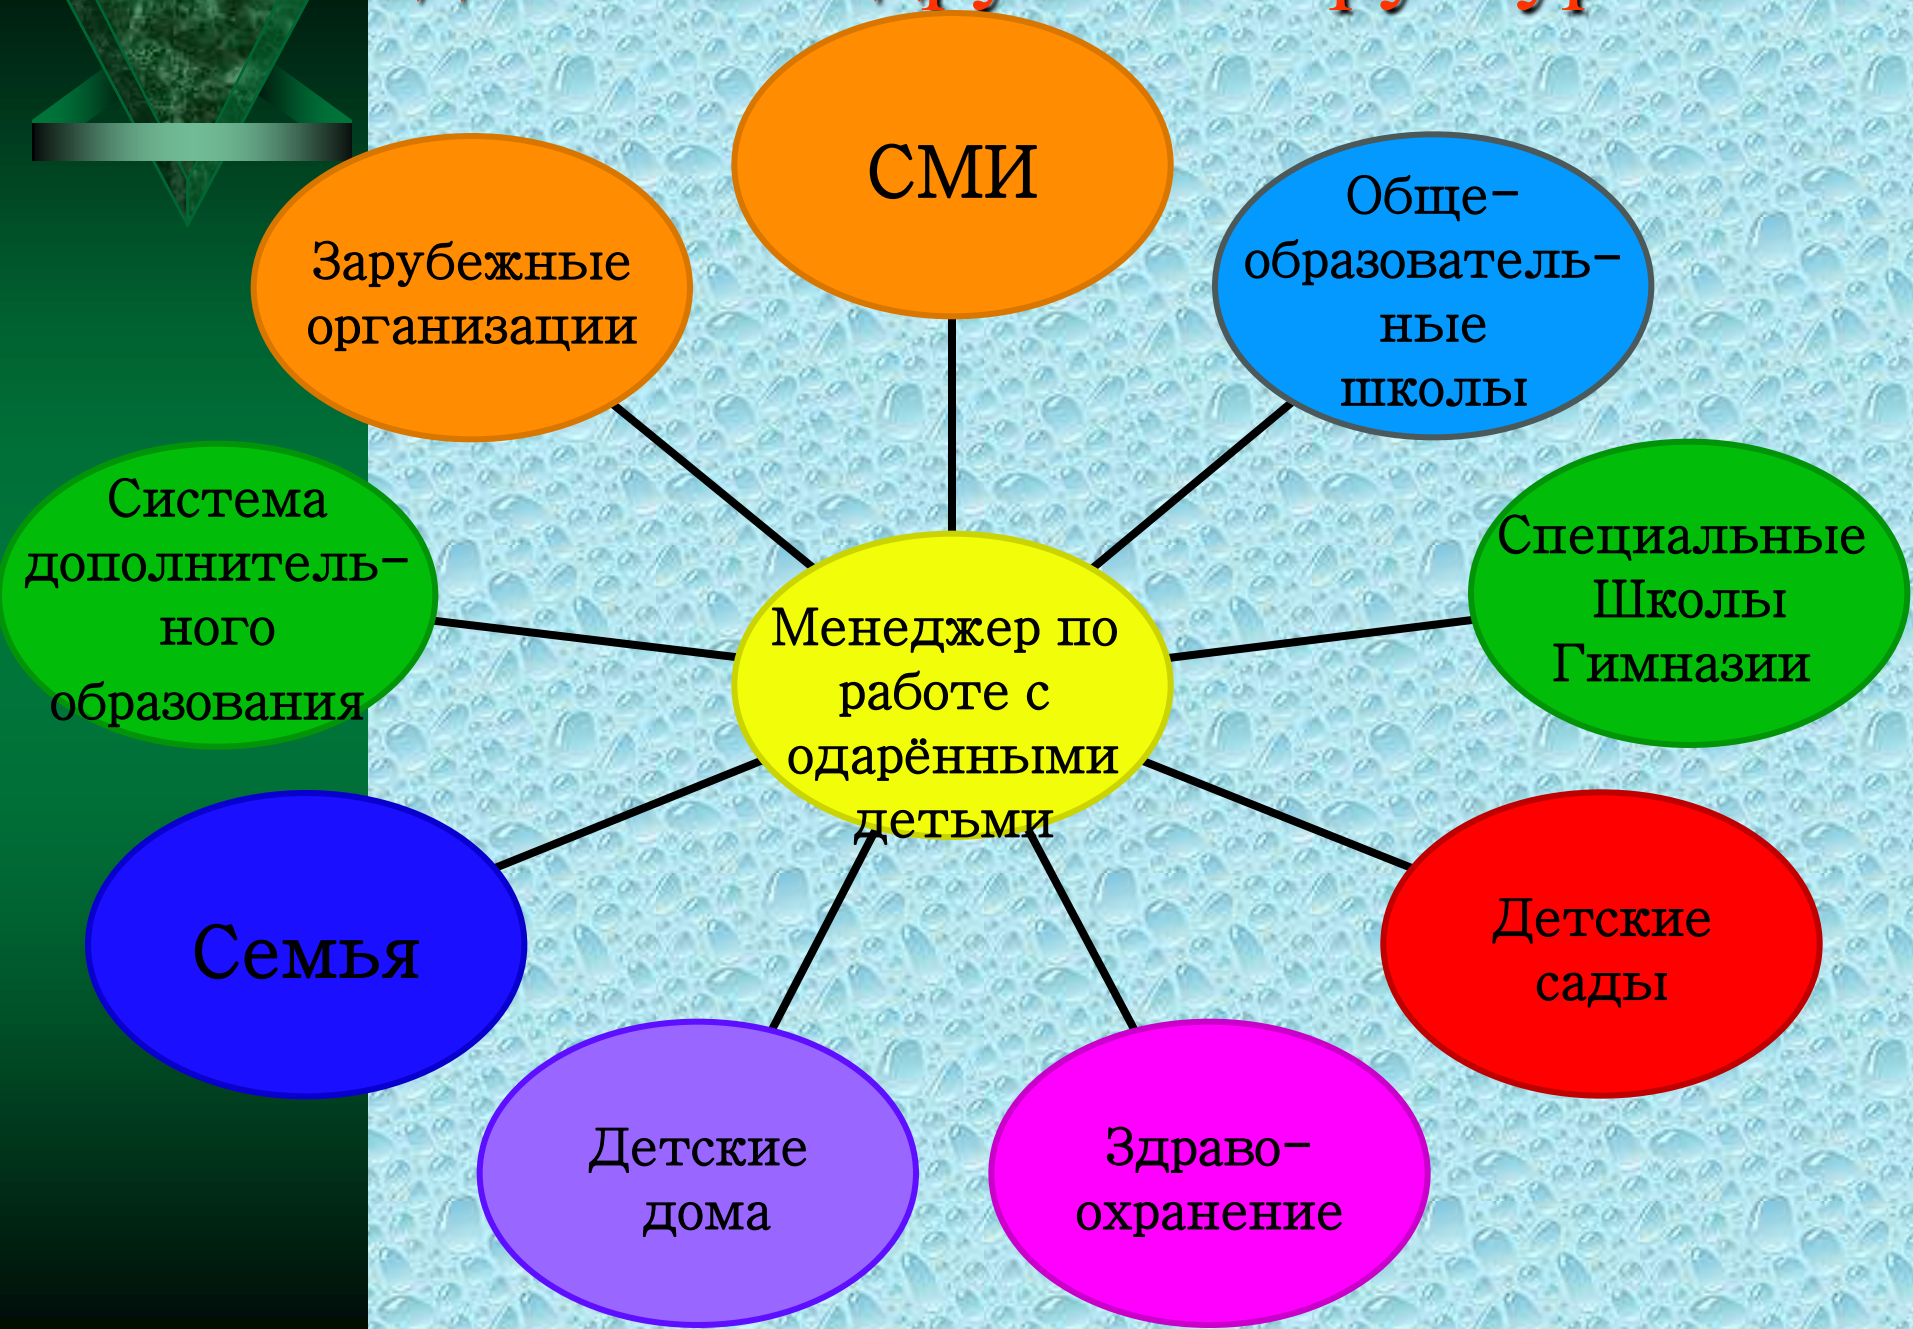 СМИ
Обще-
образователь-
ные
школы
Зарубежные
организации
Система
дополнитель-
ного
образования
Специальные
Школы
Гимназии
Менеджер по
работе с
одарёнными
детьми
Семья
Детские
сады
Детские
дома
Здраво-
охранение